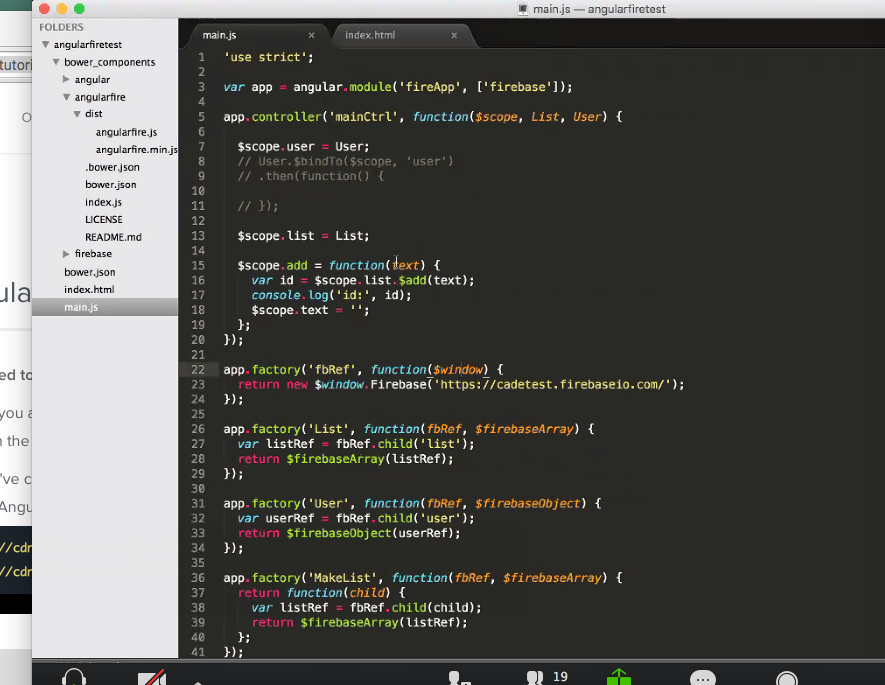 main.js — angularfiretest
FOLDERS
angularfiretest
bower_components
angular
angularfire
dist
angularfire.js
angularfire.min.js
.bower.json
bower.json
index.js
LICENSE
README.md
firebase
bower.json
index.html
main.js
main.js × index.html ×
1 'use strict';
2
3 var app = angular.module('fireApp', ['firebase']);
4
5 app.controller('mainCtrl', function($scope, List, User) {
6
7 $scope.user = User;
8 // User.$bindTo($scope, 'user')
9 // .then(function() {
10
11 // });
12
13 $scope.list = List;
14
15 $scope.add = function(text) {
16 var id = $scope.list.$add(text);
17 console.log('id:', id);
18 $scope.text = '';
19 };
20 });
21
22 app.factory('fbRef', function($window) {
23 return new $window.Firebase('https://cadetest.firebaseio.com/');
24 });
25
26 app.factory('List', function(fbRef, $firebaseArray) {
27 var listRef = fbRef.child('list');
28 return $firebaseArray(listRef);
29 });
30
31 app.factory('User', function(fbRef, $firebaseObject) {
32 var userRef = fbRef.child('user');
33 return $firebaseObject(userRef);
34 });
35
36 app.factory('MakeList', function(fbRef, $firebaseArray) {
37 return function(child) {
38 var listRef = fbRef.child(child);
39 return $firebaseArray(listRef);
40 };
41 });
tutori
ula
ed to
you a
n the
've c
Angu
//cdn
//cdn
19